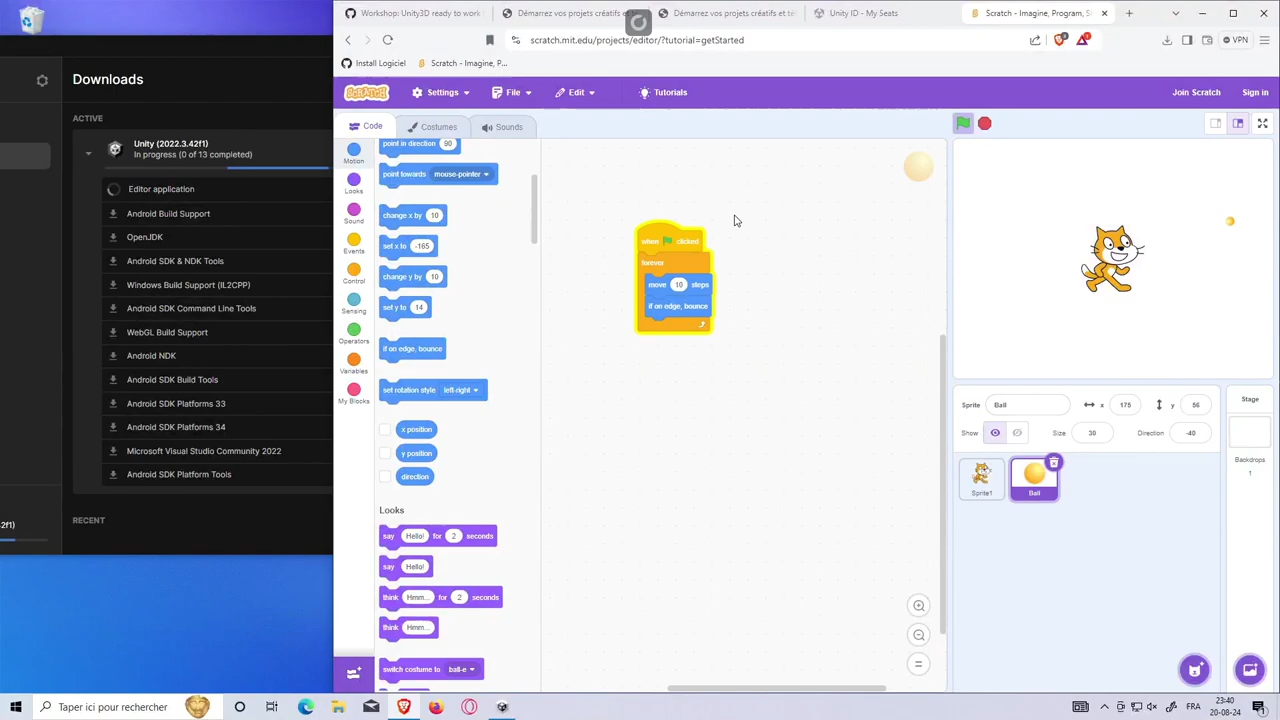 Workshop: Unity3D ready to work
Démarrez vos projets créatifs et
Démarrez vos projets créatifs et te
Unity ID - My Seats
Scratch - Imagine, Program, S
scratch.mit.edu/projects/editor/?tutorial=getStarted
VPN
Install Logiciel
Scratch - Imagine, P...
SCRATCH
Settings
File
Edit
Tutorials
Join Scratch
Sign in
Code
Costumes
Sounds
Downloads
ACTIVE
Unity (2022.3.42f1)
In progress (0 of 13 completed)
Editor application
Android Build Support
OpenJDK
Android SDK & NDK Tools
Windows Build Support (IL2CPP)
Android SDK Command Line Tools
WebGL Build Support
Android NDK
Android SDK Build Tools
Android SDK Platforms 33
Android SDK Platforms 34
Microsoft Visual Studio Community 2022
Android SDK Platform Tools
RECENT
42f1)
Motion
Looks
Sound
Events
Control
Sensing
Operators
Variables
My Blocks
point in direction 90
point towards mouse-pointer
change x by 10
set x to -165
change y by 10
set y to 14
if on edge, bounce
set rotation style left-right
x position
y position
direction
Looks
say Hello! for 2 seconds
say Hello!
think Hmm... for 2 seconds
think Hmm...
switch costume to ball-e
when clicked
forever
move 10 steps
if on edge, bounce
Sprite Ball x 175 y 56
Show Size 30 Direction -40
Sprite1
Ball
Stage
Backdrops
1
Taper ici pour rechercher
FRA
23:40
20-08-24
1